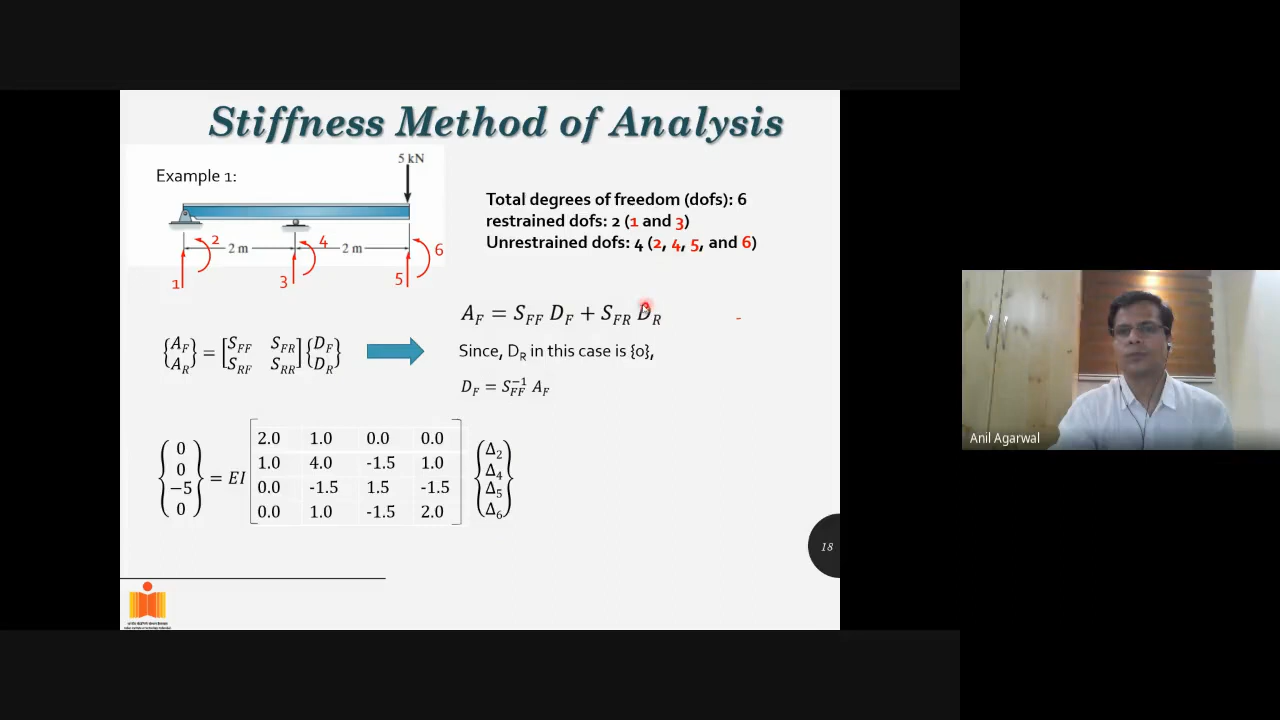 Stiffness Method of Analysis
Example 1:
5 kN
2 m
2 m
1
2
3
4
5
6
Total degrees of freedom (dofs): 6
restrained dofs: 2 (1 and 3)
Unrestrained dofs: 4 (2, 4, 5, and 6)
{A_F A_R} = [S_FF S_FR S_RF S_RR] {D_F D_R}
A_F = S_FF D_F + S_FR D_R
Since, D_R in this case is {0},
D_F = S_FF^-1 A_F
{0 0 −5 0} = EI
2.0 1.0 0.0 0.0
1.0 4.0 -1.5 1.0
0.0 -1.5 1.5 -1.5
0.0 1.0 -1.5 2.0
{Δ_2 Δ_4 Δ_5 Δ_6}
18
Anil Agarwal